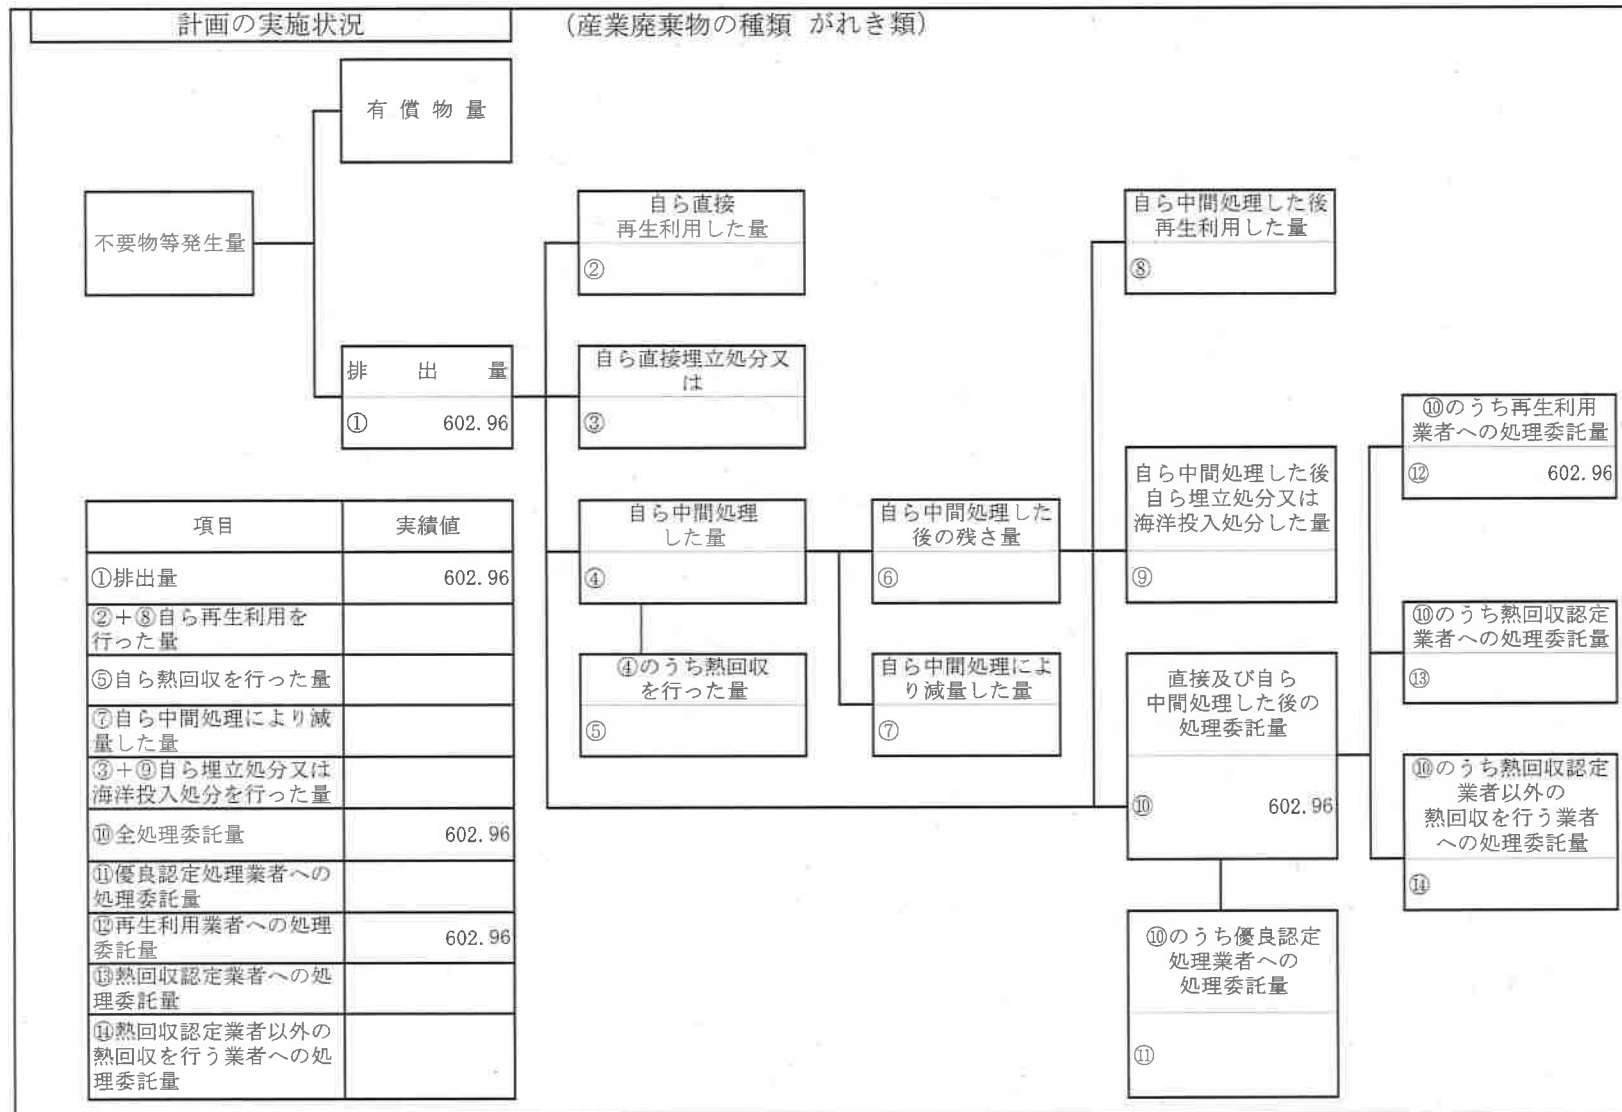 計画の実施状況
（産業廃棄物の種類 がれき類）
有 償 物 量
不要物等発生量
排 出 量
① 602.96
自ら直接
再生利用した量
②
自ら直接埋立処分又
は
③
自ら中間処理
した量
④
④のうち熱回収
を行った量
⑤
自ら中間処理した
後の残さ量
⑥
自ら中間処理によ
り減量した量
⑦
自ら中間処理した後
再生利用した量
⑧
自ら中間処理した後
自ら埋立処分又は
海洋投入処分した量
⑨
直接及び自ら
中間処理した後の
処理委託量
⑩ 602.96
⑩のうち優良認定
処理業者への
処理委託量
⑪
⑩のうち再生利用
業者への処理委託量
⑫ 602.96
⑩のうち熱回収認定
業者への処理委託量
⑬
⑩のうち熱回収認定
業者以外の
熱回収を行う業者
への処理委託量
⑭
項目 実績値
①排出量 602.96
②＋⑧自ら再生利用を
行った量
⑤自ら熱回収を行った量
⑦自ら中間処理により減
量した量
③＋⑨自ら埋立処分又は
海洋投入処分を行った量
⑩全処理委託量 602.96
⑪優良認定処理業者への
処理委託量
⑫再生利用業者への処理
委託量 602.96
⑬熱回収認定業者への処
理委託量
⑭熱回収認定業者以外の
熱回収を行う業者への処
理委託量